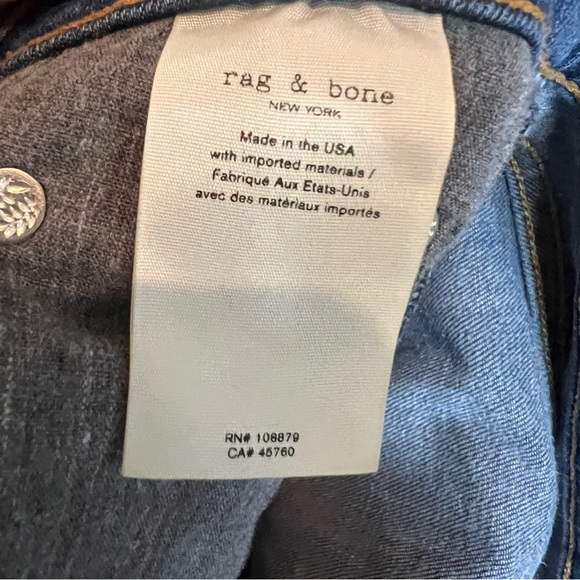 rag & bone
NEW YORK
Made in the USA
with imported materials /
Fabriqué Aux Etats-Unis
avec des matériaux importés
RN# 108879
CA# 45760